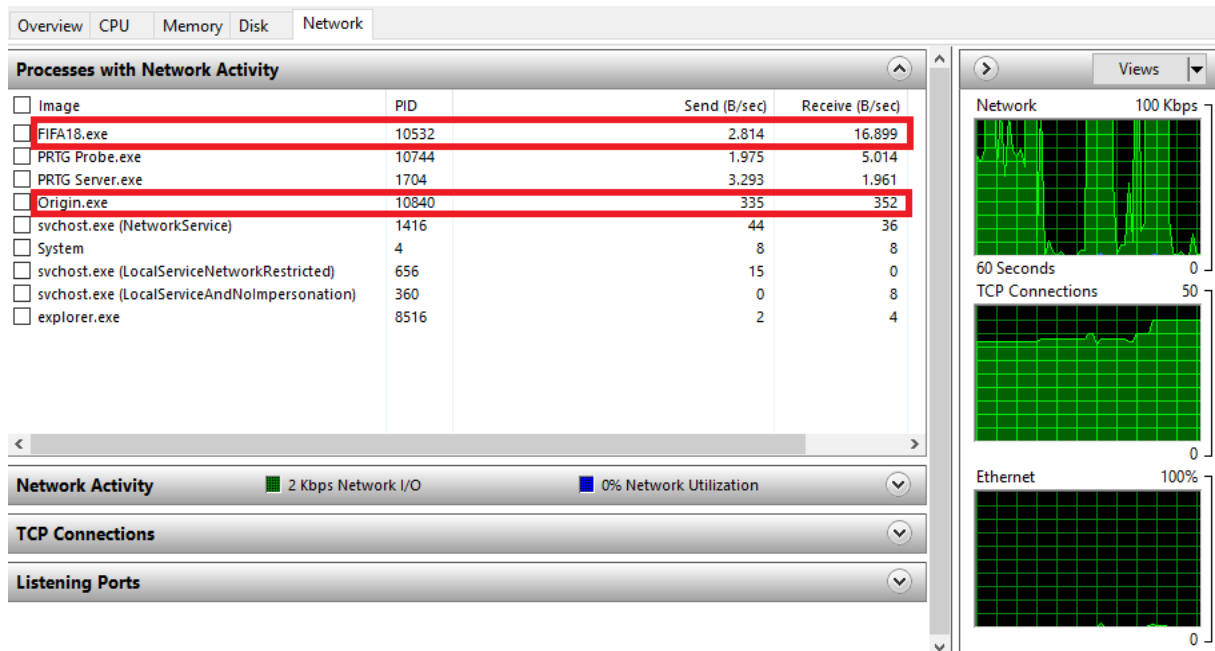 Overview CPU Memory Disk Network
Processes with Network Activity
Image PID Send (B/sec) Receive (B/sec)
FIFA18.exe 10532 2.814 16.899
PRTG Probe.exe 10744 1.975 5.014
PRTG Server.exe 1704 3.293 1.961
Origin.exe 10840 335 352
svchost.exe (NetworkService) 1416 44 36
System 4 8 8
svchost.exe (LocalServiceNetworkRestricted) 656 15 0
svchost.exe (LocalServiceAndNoImpersonation) 360 0 8
explorer.exe 8516 2 4
Network Activity 2 Kbps Network I/O 0% Network Utilization
TCP Connections
Listening Ports
Views
Network 100 Kbps
60 Seconds 0
TCP Connections 50
0
Ethernet 100%
0